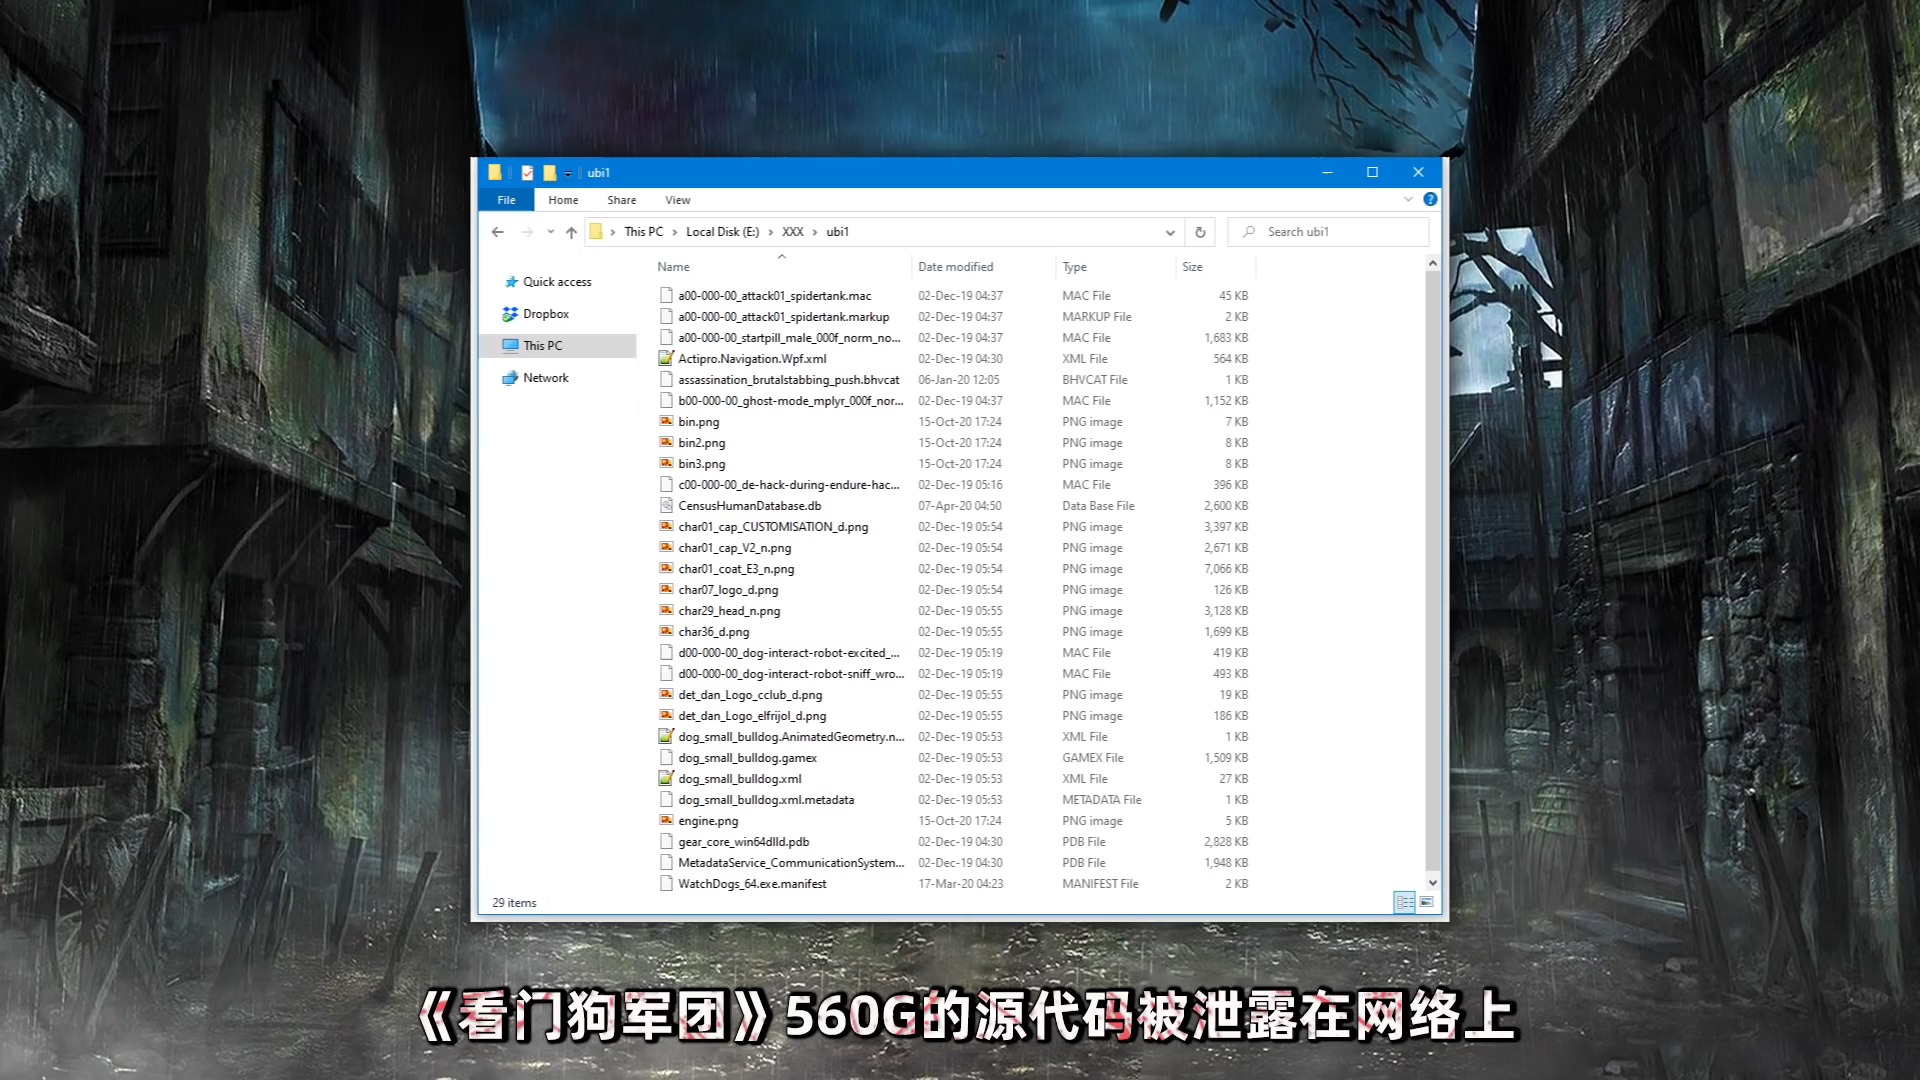 ubi1
File Home Share View
This PC Local Disk (E:) XXX ubi1 Search ubi1
Name Date modified Type Size
Quick access
Dropbox
This PC
Network
a00-000-00_attack01_spidertank.mac 02-Dec-19 04:37 MAC File 45 KB
a00-000-00_attack01_spidertank.markup 02-Dec-19 04:37 MARKUP File 2 KB
a00-000-00_startpill_male_000f_norm_no... 02-Dec-19 04:37 MAC File 1,683 KB
Actipro.Navigation.Wpf.xml 02-Dec-19 04:30 XML File 564 KB
assassination_brutalstabbing_push.bhvcat 06-Jan-20 12:05 BHVCAT File 1 KB
b00-000-00_ghost-mode_mplyr_000f_nor... 02-Dec-19 04:37 MAC File 1,152 KB
bin.png 15-Oct-20 17:24 PNG image 7 KB
bin2.png 15-Oct-20 17:24 PNG image 8 KB
bin3.png 15-Oct-20 17:24 PNG image 8 KB
c00-000-00_de-hack-during-endure-hac... 02-Dec-19 05:16 MAC File 396 KB
CensusHumanDatabase.db 07-Apr-20 04:50 Data Base File 2,600 KB
char01_cap_CUSTOMISATION_d.png 02-Dec-19 05:54 PNG image 3,397 KB
char01_cap_V2_n.png 02-Dec-19 05:54 PNG image 2,671 KB
char01_coat_E3_n.png 02-Dec-19 05:54 PNG image 7,066 KB
char07_logo_d.png 02-Dec-19 05:54 PNG image 126 KB
char29_head_n.png 02-Dec-19 05:55 PNG image 3,128 KB
char36_d.png 02-Dec-19 05:55 PNG image 1,699 KB
d00-000-00_dog-interact-robot-excited_... 02-Dec-19 05:19 MAC File 419 KB
d00-000-00_dog-interact-robot-sniff_wro... 02-Dec-19 05:19 MAC File 493 KB
det_dan_Logo_cclub_d.png 02-Dec-19 05:55 PNG image 19 KB
det_dan_Logo_elfrijol_d.png 02-Dec-19 05:55 PNG image 186 KB
dog_small_bulldog.AnimatedGeometry.n... 02-Dec-19 05:53 XML File 1 KB
dog_small_bulldog.gamex 02-Dec-19 05:53 GAMEX File 1,509 KB
dog_small_bulldog.xml 02-Dec-19 05:53 XML File 27 KB
dog_small_bulldog.xml.metadata 02-Dec-19 05:53 METADATA File 1 KB
engine.png 15-Oct-20 17:24 PNG image 5 KB
gear_core_win64dlld.pdb 02-Dec-19 04:30 PDB File 2,828 KB
MetadataService_CommunicationSystem... 02-Dec-19 04:30 PDB File 1,948 KB
WatchDogs_64.exe.manifest 17-Mar-20 04:23 MANIFEST File 2 KB
29 items
《看门狗军团》560G的源代码被泄露在网络上